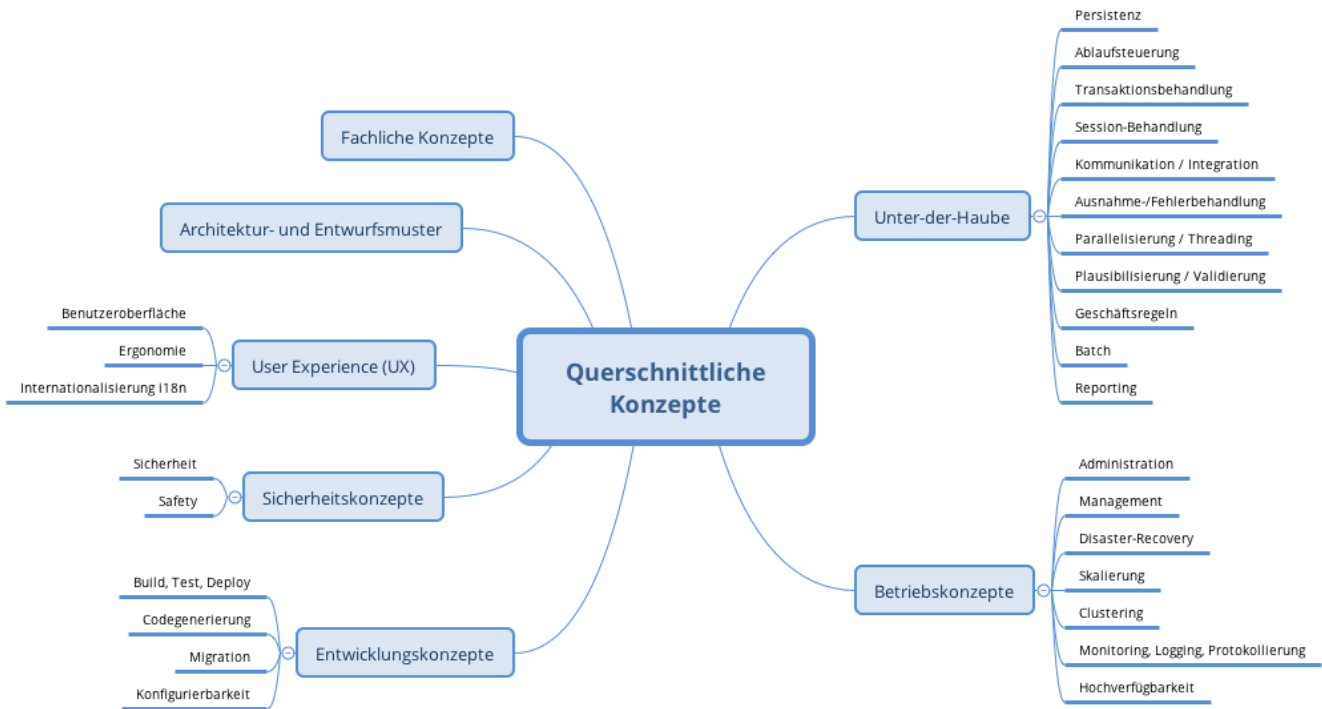 Querschnittliche
Konzepte
Fachliche Konzepte
Architektur- und Entwurfsmuster
User Experience (UX)
Benutzeroberfläche
Ergonomie
Internationalisierung i18n
Sicherheitskonzepte
Sicherheit
Safety
Entwicklungskonzepte
Build, Test, Deploy
Codegenerierung
Migration
Konfigurierbarkeit
Unter-der-Haube
Persistenz
Ablaufsteuerung
Transaktionsbehandlung
Session-Behandlung
Kommunikation / Integration
Ausnahme-/Fehlerbehandlung
Parallelisierung / Threading
Plausibilisierung / Validierung
Geschäftsregeln
Batch
Reporting
Betriebskonzepte
Administration
Management
Disaster-Recovery
Skalierung
Clustering
Monitoring, Logging, Protokollierung
Hochverfügbarkeit